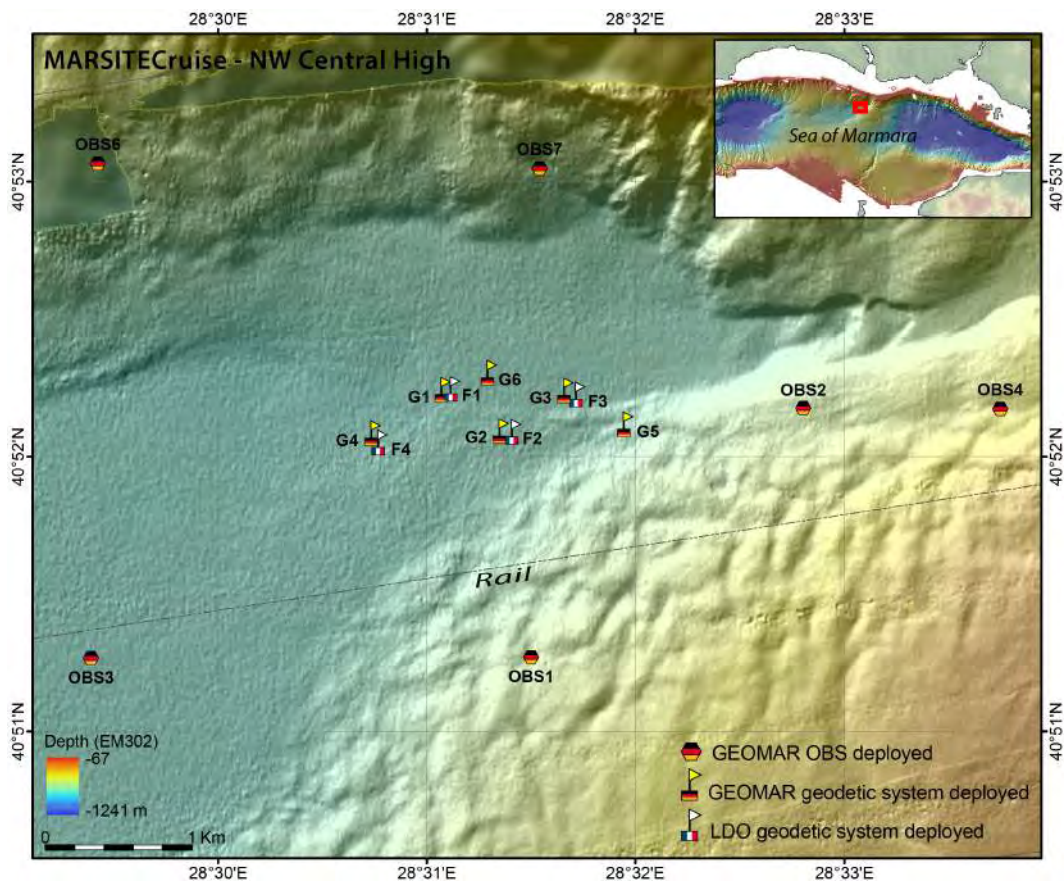 28°30'E 28°31'E 28°32'E 28°33'E
MARSITECruise - NW Central High
Sea of Marmara
OBS6
OBS7
40°53'N 40°53'N
G6
G1 F1 G3 F3
OBS2 OBS4
G4 F4 G2 F2 G5
40°52'N 40°52'N
Rail
OBS3 OBS1
40°51'N 40°51'N
Depth (EM302)
-67
-1241 m
0 1 Km
GEOMAR OBS deployed
GEOMAR geodetic system deployed
LDO geodetic system deployed
28°30'E 28°31'E 28°32'E 28°33'E